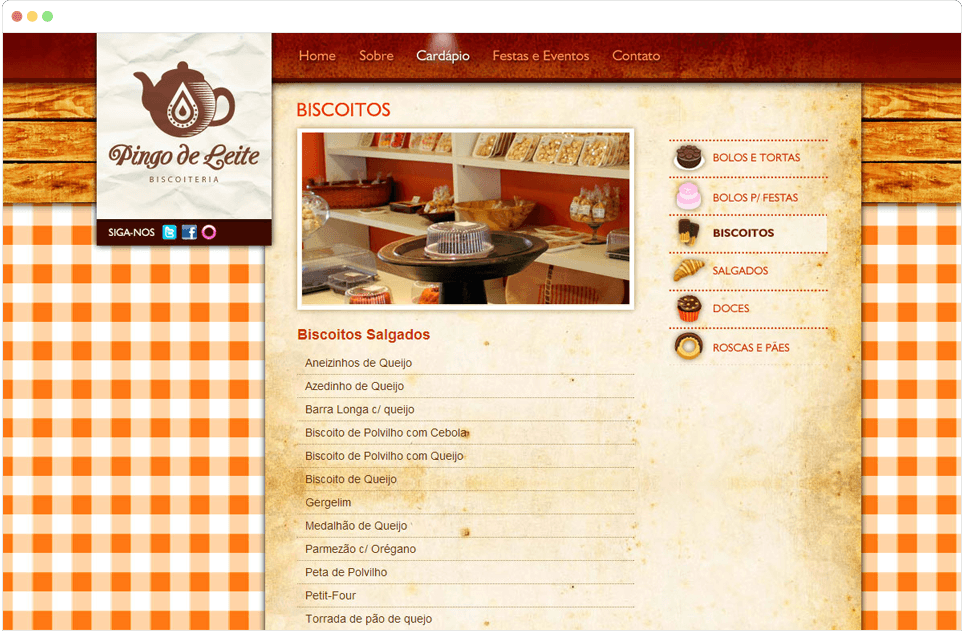 Home Sobre Cardápio Festas e Eventos Contato
Pingo de Leite
BISCOITERIA
SIGA-NOS
BISCOITOS
BOLOS E TORTAS
BOLOS P/ FESTAS
BISCOITOS
SALGADOS
DOCES
ROSCAS E PÃES
Biscoitos Salgados
Aneizinhos de Queijo
Azedinho de Queijo
Barra Longa c/ queijo
Biscoito de Polvilho com Cebola
Biscoito de Polvilho com Queijo
Biscoito de Queijo
Gergelim
Medalhão de Queijo
Parmezão c/ Orégano
Peta de Polvilho
Petit-Four
Torrada de pão de queijo